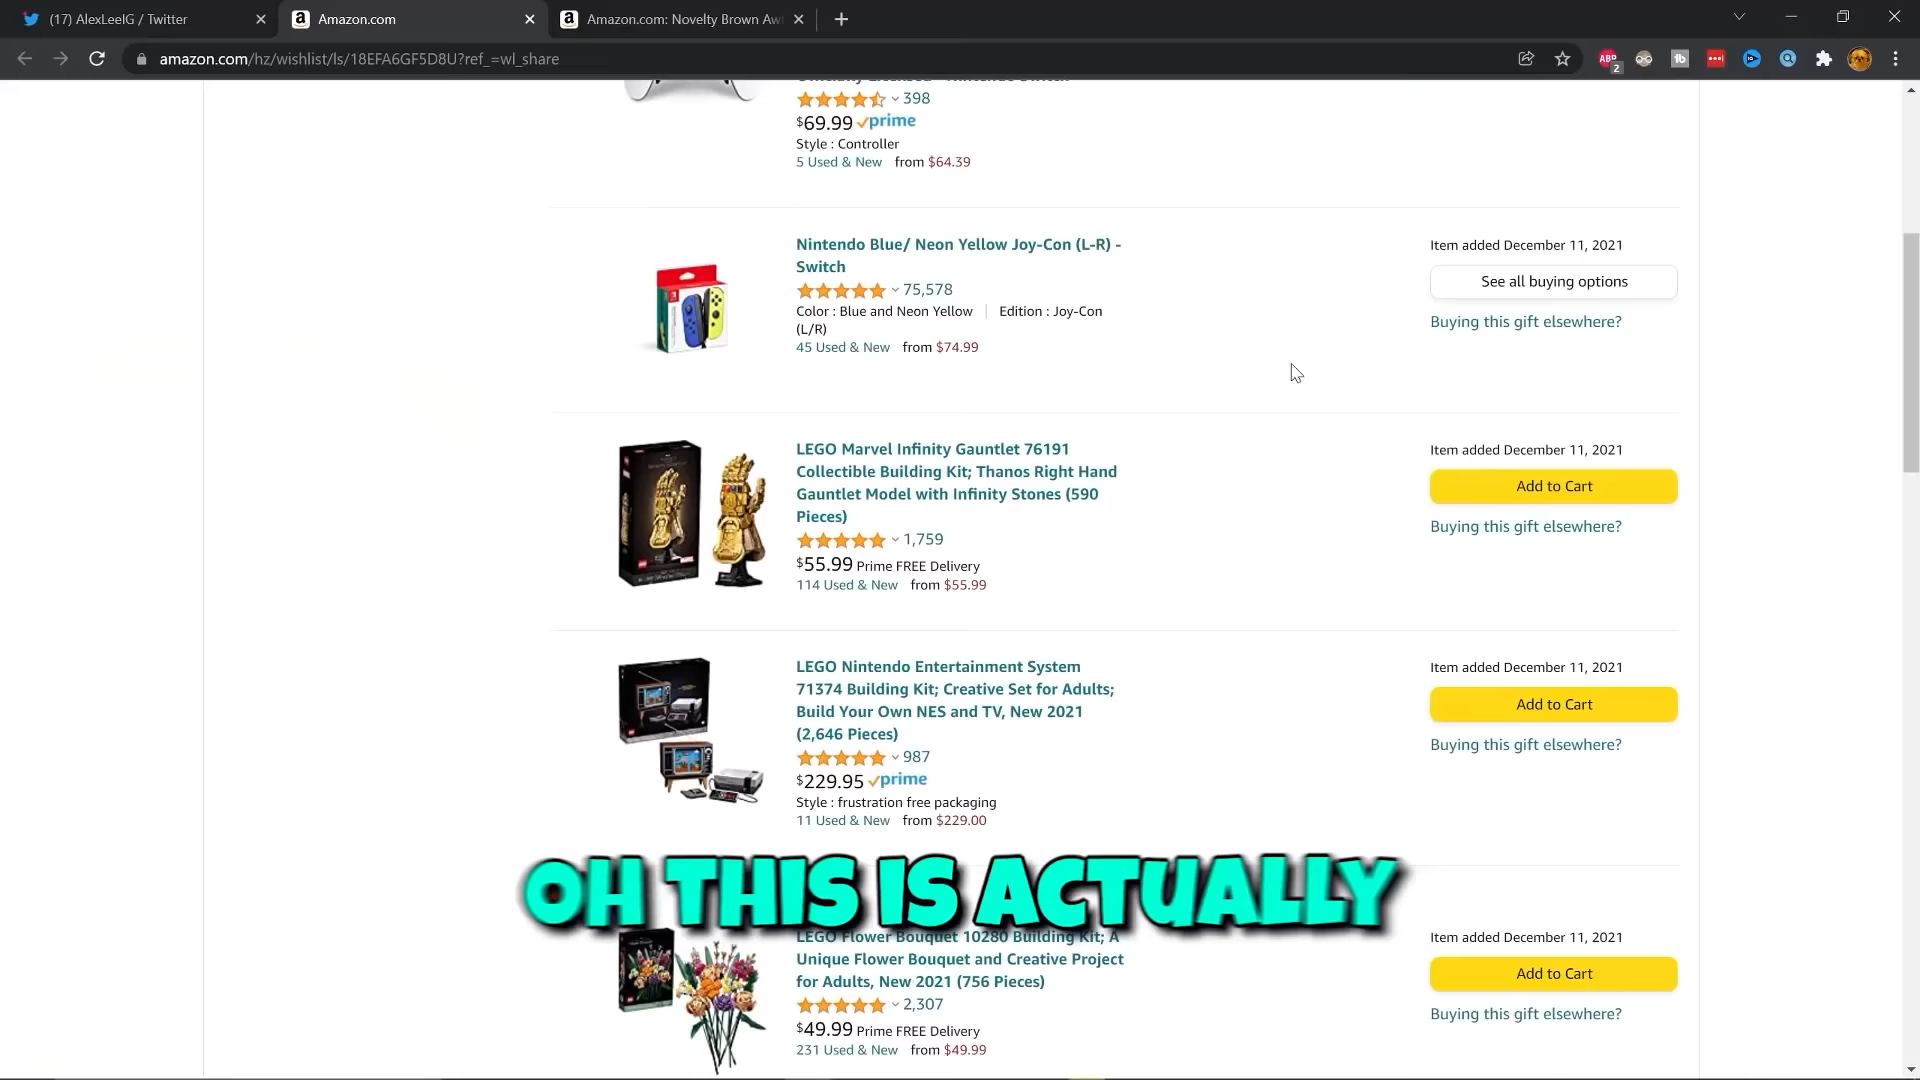 (17) AlexLeeIG / Twitter
Amazon.com
Amazon.com: Novelty Brown Aw
amazon.com/hz/wishlist/ls/18EFA6GF5D8U?ref_=wl_share
ABP
2
398
$69.99 prime
Style : Controller
5 Used & New from $64.39
Nintendo Blue/ Neon Yellow Joy-Con (L-R) -
Switch
75,578
Color : Blue and Neon Yellow | Edition : Joy-Con
(L/R)
45 Used & New from $74.99
Item added December 11, 2021
See all buying options
Buying this gift elsewhere?
LEGO Marvel Infinity Gauntlet 76191
Collectible Building Kit; Thanos Right Hand
Gauntlet Model with Infinity Stones (590
Pieces)
1,759
$55.99 Prime FREE Delivery
114 Used & New from $55.99
Item added December 11, 2021
Add to Cart
Buying this gift elsewhere?
LEGO Nintendo Entertainment System
71374 Building Kit; Creative Set for Adults;
Build Your Own NES and TV, New 2021
(2,646 Pieces)
987
$229.95 prime
Style : frustration free packaging
11 Used & New from $229.00
Item added December 11, 2021
Add to Cart
Buying this gift elsewhere?
OH THIS IS ACTUALLY
LEGO Flower Bouquet 10280 Building Kit; A
Unique Flower Bouquet and Creative Project
for Adults, New 2021 (756 Pieces)
2,307
$49.99 Prime FREE Delivery
231 Used & New from $49.99
Item added December 11, 2021
Add to Cart
Buying this gift elsewhere?